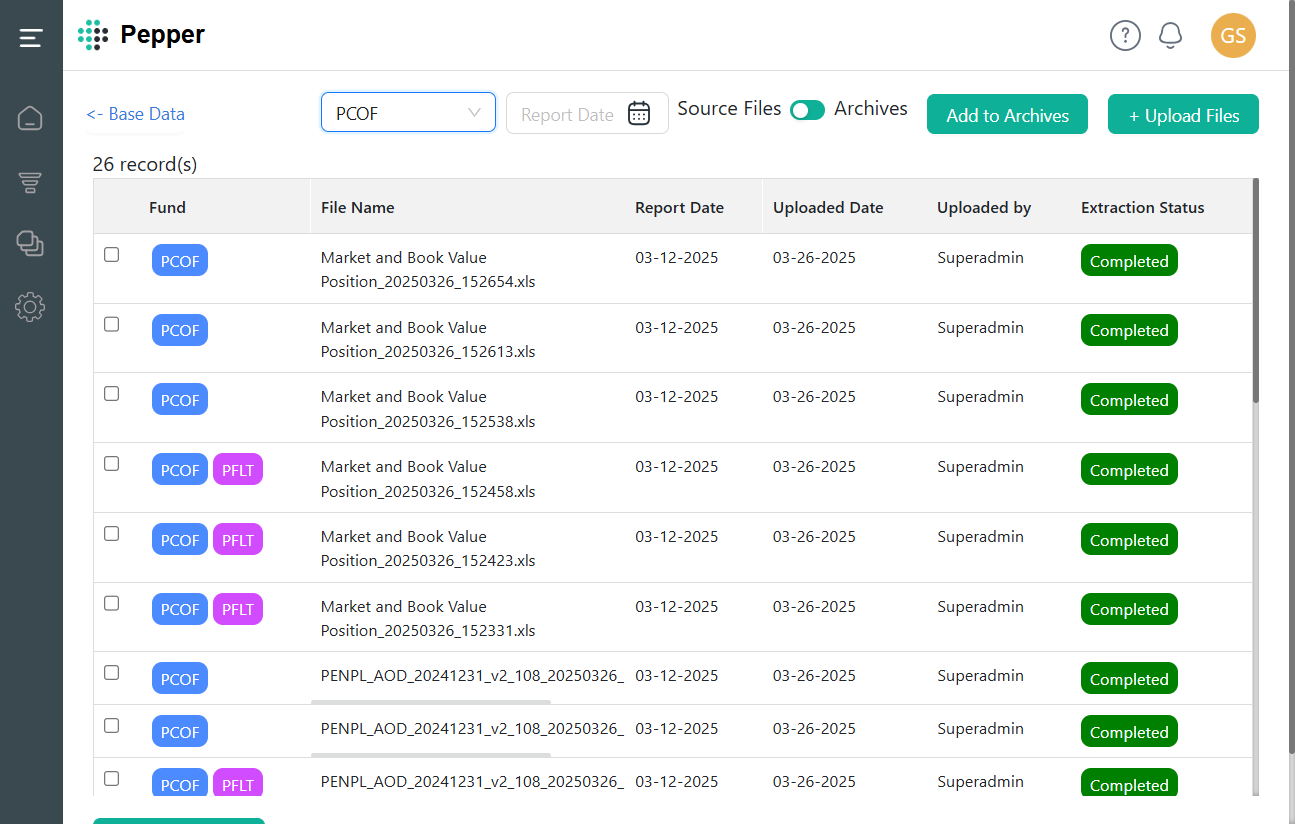 Pepper
?
GS
<- Base Data
PCOF
Report Date
Source Files
Archives
Add to Archives
+ Upload Files
26 record(s)
Fund File Name Report Date Uploaded Date Uploaded by Extraction Status
PCOF Market and Book Value 03-12-2025 03-26-2025 Superadmin Completed
Position_20250326_152654.xls
PCOF Market and Book Value 03-12-2025 03-26-2025 Superadmin Completed
Position_20250326_152613.xls
PCOF Market and Book Value 03-12-2025 03-26-2025 Superadmin Completed
Position_20250326_152538.xls
PCOF PFLT Market and Book Value 03-12-2025 03-26-2025 Superadmin Completed
Position_20250326_152458.xls
PCOF PFLT Market and Book Value 03-12-2025 03-26-2025 Superadmin Completed
Position_20250326_152423.xls
PCOF PFLT Market and Book Value 03-12-2025 03-26-2025 Superadmin Completed
Position_20250326_152331.xls
PCOF PENPL_AOD_20241231_v2_108_20250326_ 03-12-2025 03-26-2025 Superadmin Completed
PCOF PENPL_AOD_20241231_v2_108_20250326_ 03-12-2025 03-26-2025 Superadmin Completed
PCOF PFLT PENPL_AOD_20241231_v2_108_20250326_ 03-12-2025 03-26-2025 Superadmin Completed